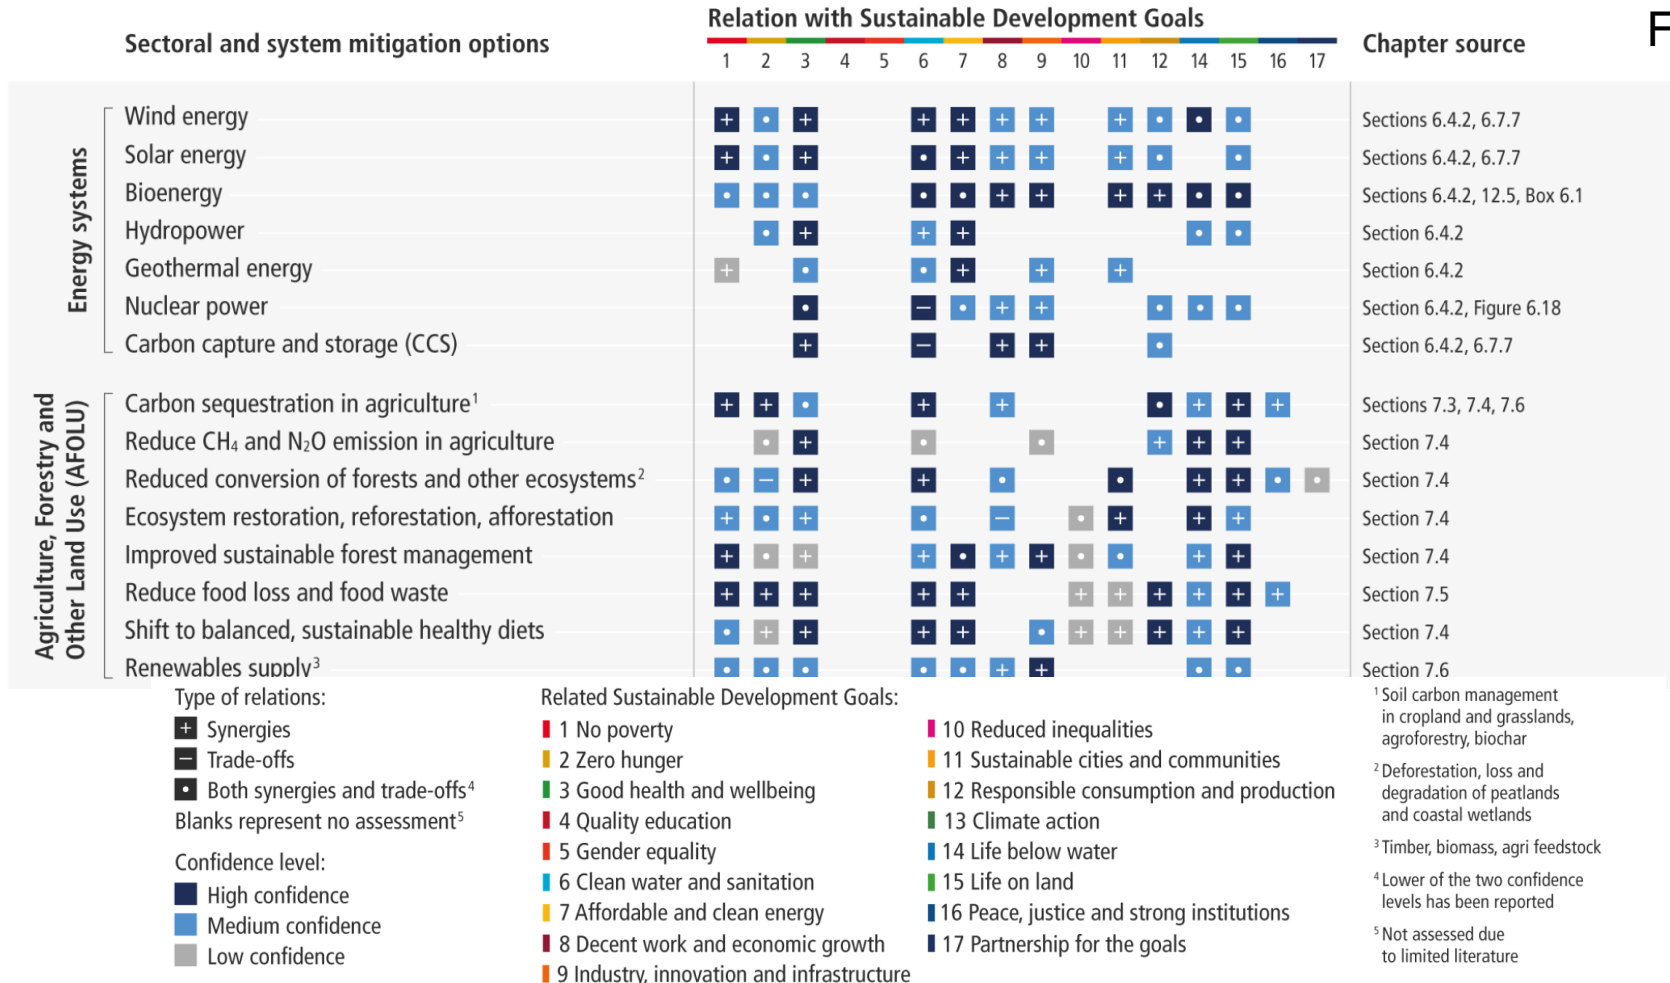 Relation with Sustainable Development Goals
F
Sectoral and system mitigation options
Chapter source
1 2 3 4 5 6 7 8 9 10 11 12 14 15 16 17
Energy systems
Wind energy + • + + + + + + • • • Sections 6.4.2, 6.7.7
Solar energy + • + • + + + + • • Sections 6.4.2, 6.7.7
Bioenergy • • • • • + + + + • • Sections 6.4.2, 12.5, Box 6.1
Hydropower • + + + • • Section 6.4.2
Geothermal energy + • • + + + Section 6.4.2
Nuclear power • − • + + • • • Section 6.4.2, Figure 6.18
Carbon capture and storage (CCS) + − + + • Section 6.4.2, 6.7.7
Agriculture, Forestry and
Other Land Use (AFOLU)
Carbon sequestration in agriculture¹ + + • + + • + + + Sections 7.3, 7.4, 7.6
Reduce CH₄ and N₂O emission in agriculture • + • • + + + Section 7.4
Reduced conversion of forests and other ecosystems² • − + + • • + + • • Section 7.4
Ecosystem restoration, reforestation, afforestation + • + • − • + + + Section 7.4
Improved sustainable forest management + • + + • + + • • + + Section 7.4
Reduce food loss and food waste + + + + + + + + + + + Section 7.5
Shift to balanced, sustainable healthy diets • + + + + • + + + + + Section 7.4
Renewables supply³ • • • • • + + • • Section 7.6
Type of relations:
+ Synergies
− Trade-offs
• Both synergies and trade-offs⁴
Blanks represent no assessment⁵
Confidence level:
High confidence
Medium confidence
Low confidence
Related Sustainable Development Goals:
1 No poverty
2 Zero hunger
3 Good health and wellbeing
4 Quality education
5 Gender equality
6 Clean water and sanitation
7 Affordable and clean energy
8 Decent work and economic growth
9 Industry, innovation and infrastructure
10 Reduced inequalities
11 Sustainable cities and communities
12 Responsible consumption and production
13 Climate action
14 Life below water
15 Life on land
16 Peace, justice and strong institutions
17 Partnership for the goals
¹ Soil carbon management
in cropland and grasslands,
agroforestry, biochar
² Deforestation, loss and
degradation of peatlands
and coastal wetlands
³ Timber, biomass, agri feedstock
⁴ Lower of the two confidence
levels has been reported
⁵ Not assessed due
to limited literature